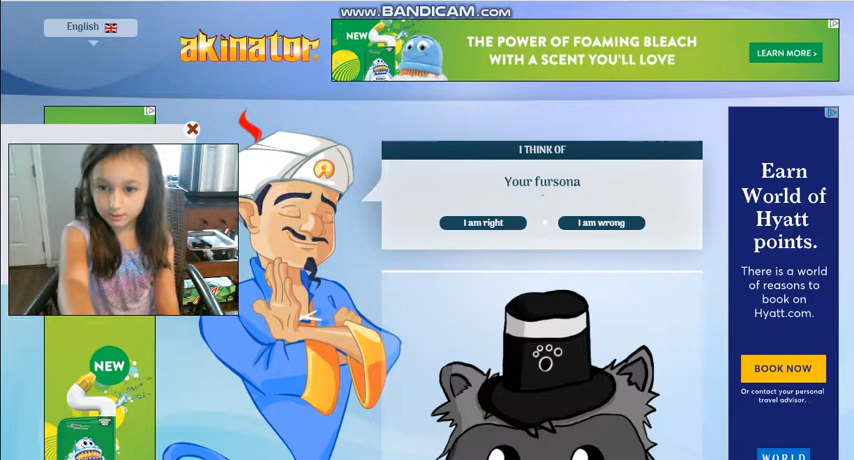 www.BANDICAM.com
English
akinator.
NEW
THE POWER OF FOAMING BLEACH
WITH A SCENT YOU'LL LOVE
LEARN MORE >
I THINK OF
Your fursona
-
I am right
I am wrong
Earn
World of
Hyatt
points.
There is a world
of reasons to
book on
Hyatt.com.
BOOK NOW
Or contact your personal
travel advisor.
WORLD
NEW